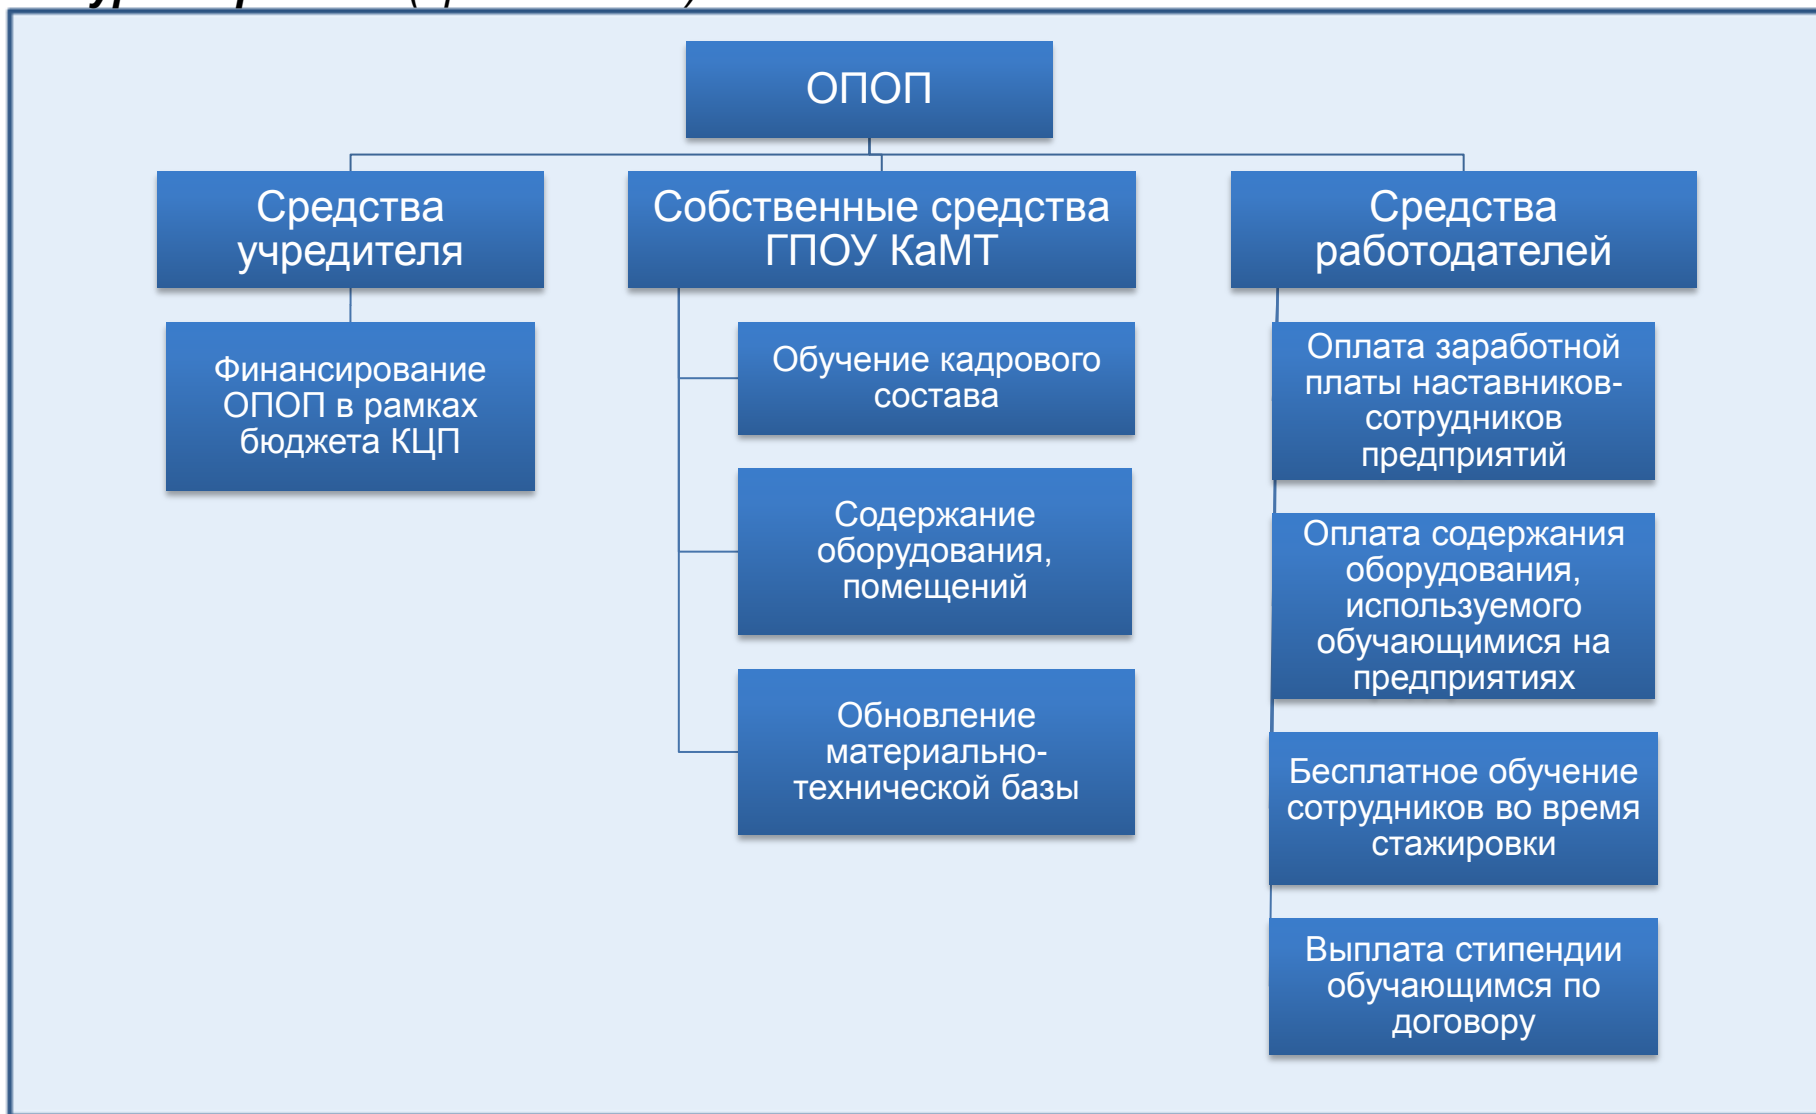 ОПОП
Средства
учредителя
Финансирование
ОПОП в рамках
бюджета КЦП
Собственные средства
ГПОУ КаМТ
Обучение кадрового
состава
Содержание
оборудования,
помещений
Обновление
материально-
технической базы
Средства
работодателей
Оплата заработной
платы наставников-
сотрудников
предприятий
Оплата содержания
оборудования,
используемого
обучающимися на
предприятиях
Бесплатное обучение
сотрудников во время
стажировки
Выплата стипендии
обучающимся по
договору